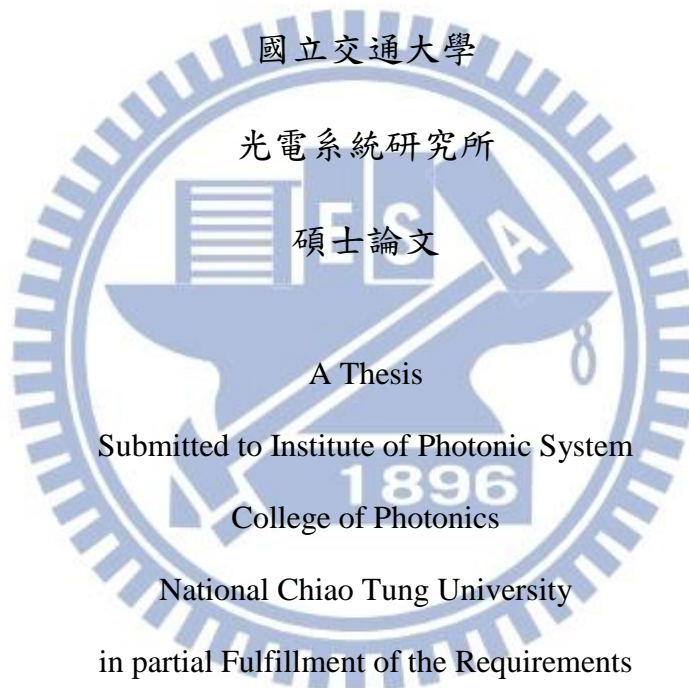 國立交通大學
光電系統研究所
碩士論文
E S A
A Thesis
Submitted to Institute of Photonic System
1896
College of Photonics
National Chiao Tung University
in partial Fulfillment of the Requirements